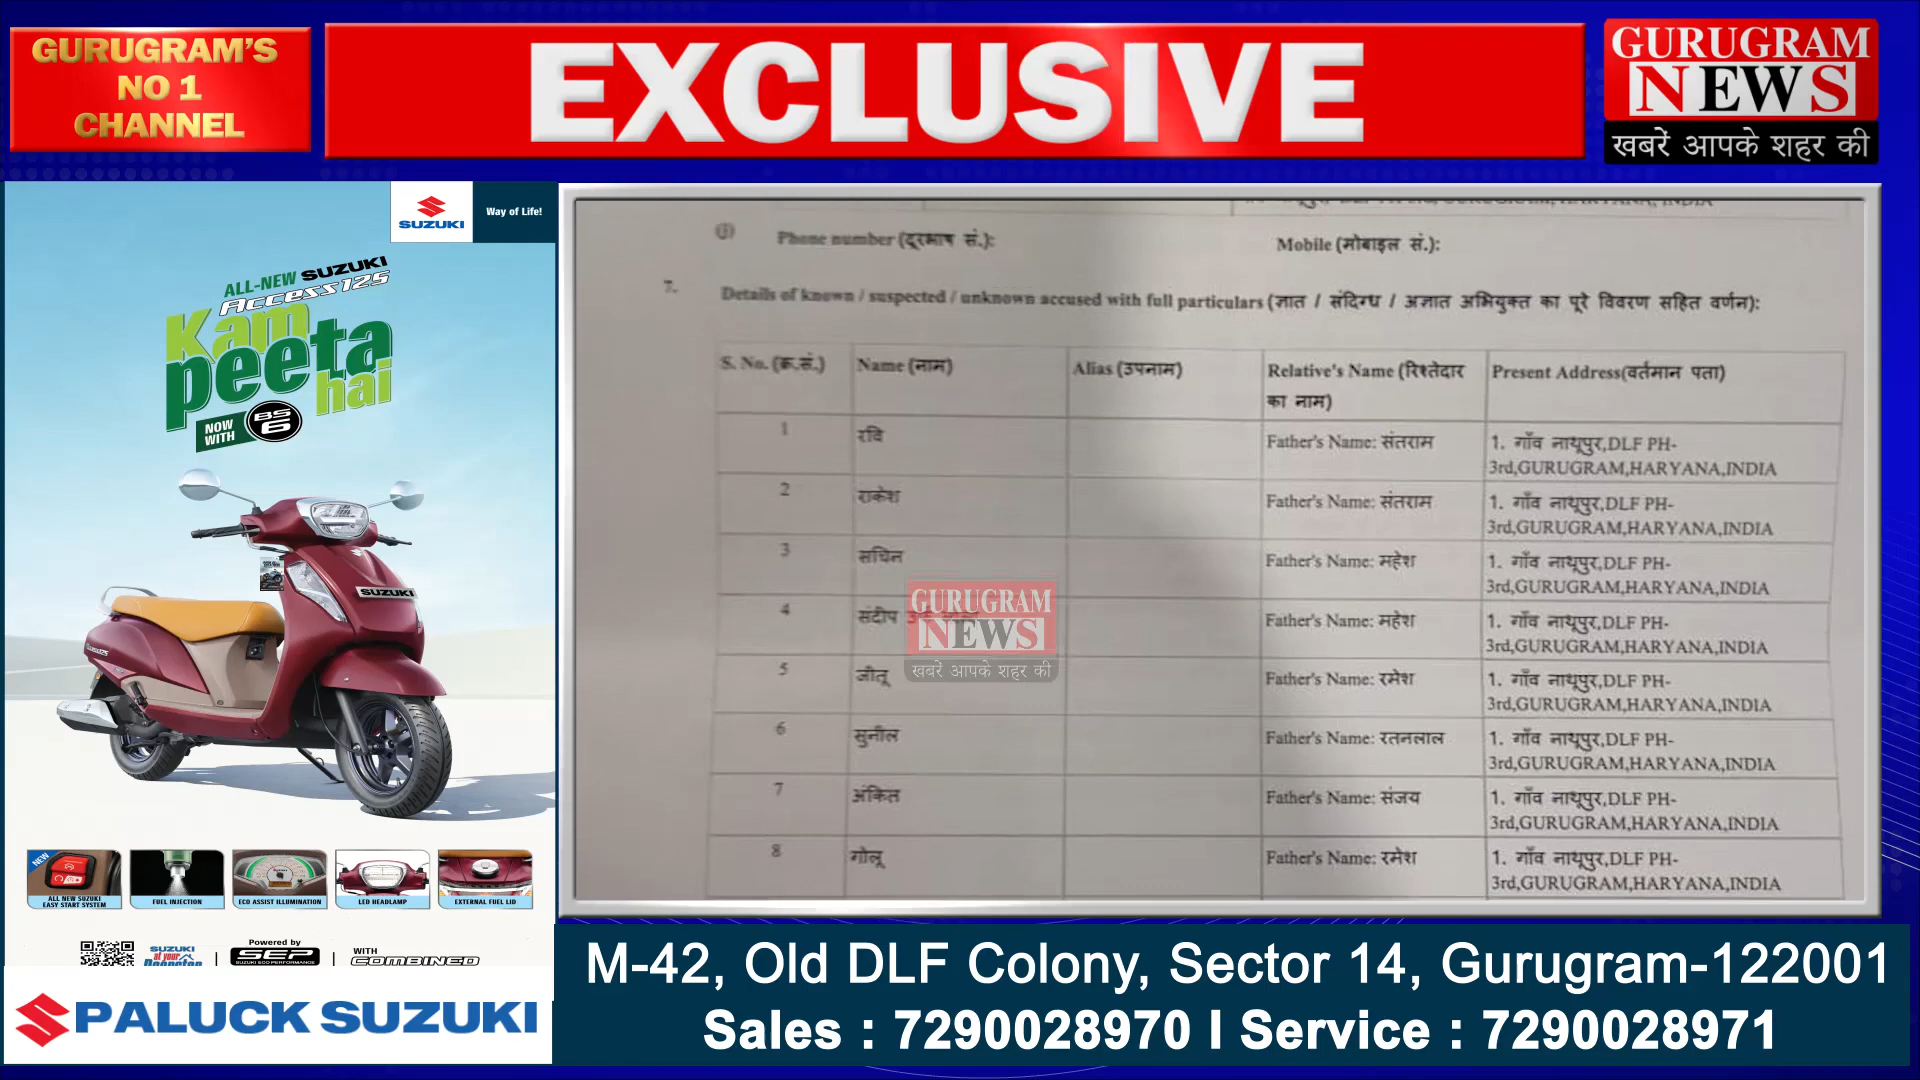 GURUGRAM'S
NO 1
CHANNEL
EXCLUSIVE
GURUGRAM
NEWS
खबरें आपके शहर की
SUZUKI
Way of Life!
ALL-NEW SUZUKI
Access 125
Kam
peeta
hai
NOW
WITH
BS
6
SUZUKI
NEW
ALL NEW SUZUKI
EASY START SYSTEM
FUEL INJECTION
ECO ASSIST ILLUMINATION
LED HEADLAMP
EXTERNAL FUEL LID
SUZUKI
at your
Doorstep
Powered by
SEP
SUZUKI ECO PERFORMANCE
WITH
COMBINED
PALUCK SUZUKI
(j) Phone number (दूरभाष सं.): Mobile (मोबाइल सं.):
7. Details of known / suspected / unknown accused with full particulars (ज्ञात / संदिग्ध / अज्ञात अभियुक्त का पूरे विवरण सहित वर्णन):
S. No. (क्र.सं.) Name (नाम) Alias (उपनाम) Relative's Name (रिश्तेदार का नाम) Present Address(वर्तमान पता)
1 रवि Father's Name: संतराम 1. गाँव नाथूपुर,DLF PH-
3rd,GURUGRAM,HARYANA,INDIA
2 राकेश Father's Name: संतराम 1. गाँव नाथूपुर,DLF PH-
3rd,GURUGRAM,HARYANA,INDIA
3 सचिन Father's Name: महेश 1. गाँव नाथूपुर,DLF PH-
3rd,GURUGRAM,HARYANA,INDIA
4 संदीप Father's Name: महेश 1. गाँव नाथूपुर,DLF PH-
3rd,GURUGRAM,HARYANA,INDIA
5 जीतू Father's Name: रमेश 1. गाँव नाथूपुर,DLF PH-
3rd,GURUGRAM,HARYANA,INDIA
6 सुनील Father's Name: रतनलाल 1. गाँव नाथूपुर,DLF PH-
3rd,GURUGRAM,HARYANA,INDIA
7 अंकित Father's Name: संजय 1. गाँव नाथूपुर,DLF PH-
3rd,GURUGRAM,HARYANA,INDIA
8 गोलू Father's Name: रमेश 1. गाँव नाथूपुर,DLF PH-
3rd,GURUGRAM,HARYANA,INDIA
GURUGRAM
NEWS
खबरें आपके शहर की
M-42, Old DLF Colony, Sector 14, Gurugram-122001
Sales : 7290028970 I Service : 7290028971